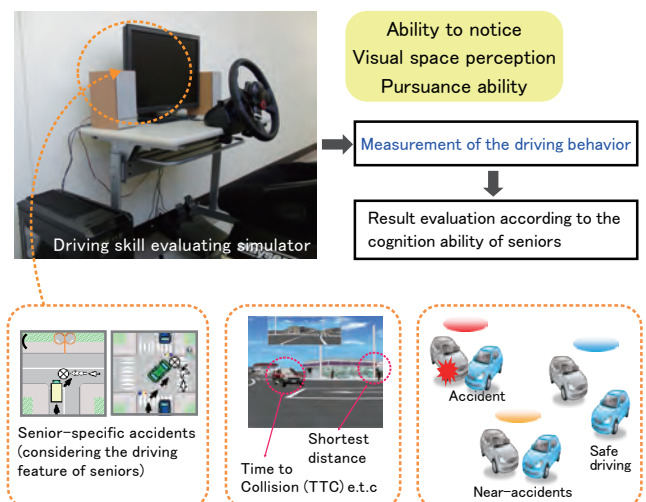 Ability to notice
Visual space perception
Pursuance ability
Measurement of the driving behavior
Result evaluation according to the
cognition ability of seniors
Driving skill evaluating simulator
Senior-specific accidents
(considering the driving
feature of seniors)
Shortest
distance
Time to
Collision (TTC) e.t.c
Accident
Safe
driving
Near-accidents